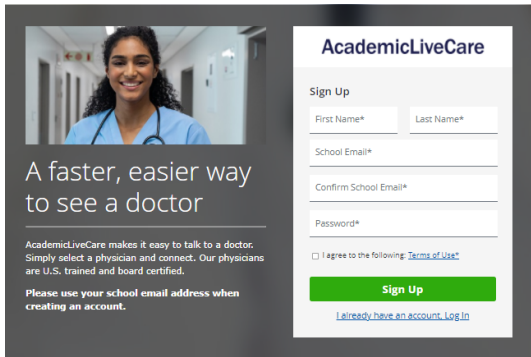 A faster, easier way
to see a doctor
AcademicLiveCare makes it easy to talk to a doctor.
Simply select a physician and connect. Our physicians
are U.S. trained and board certified.
Please use your school email address when
creating an account.
AcademicLiveCare
Sign Up
First Name* Last Name*
School Email*
Confirm School Email*
Password*
I agree to the following: Terms of Use*
Sign Up
I already have an account, Log In